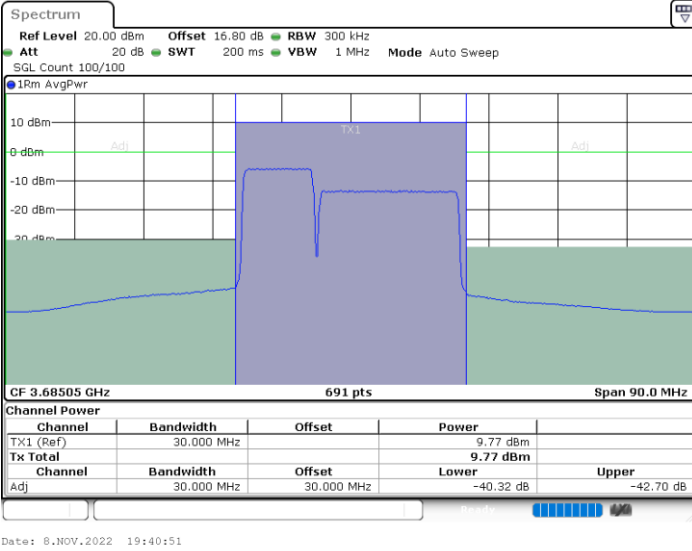 Spectrum
Ref Level 20.00 dBm Offset 16.80 dB RBW 300 kHz
Att 20 dB SWT 200 ms VBW 1 MHz Mode Auto Sweep
SGL Count 100/100
1Rm AvgPwr
10 dBm
TX1
Adj Adj
0 dBm
-10 dBm
-20 dBm
-30 dBm
CF 3.68505 GHz 691 pts Span 90.0 MHz
Channel Power
Channel Bandwidth Offset Power
TX1 (Ref) 30.000 MHz 9.77 dBm
Tx Total 9.77 dBm
Channel Bandwidth Offset Lower Upper
Adj 30.000 MHz 30.000 MHz -40.32 dB -42.70 dB
Ready
Date: 8.NOV.2022 19:40:51